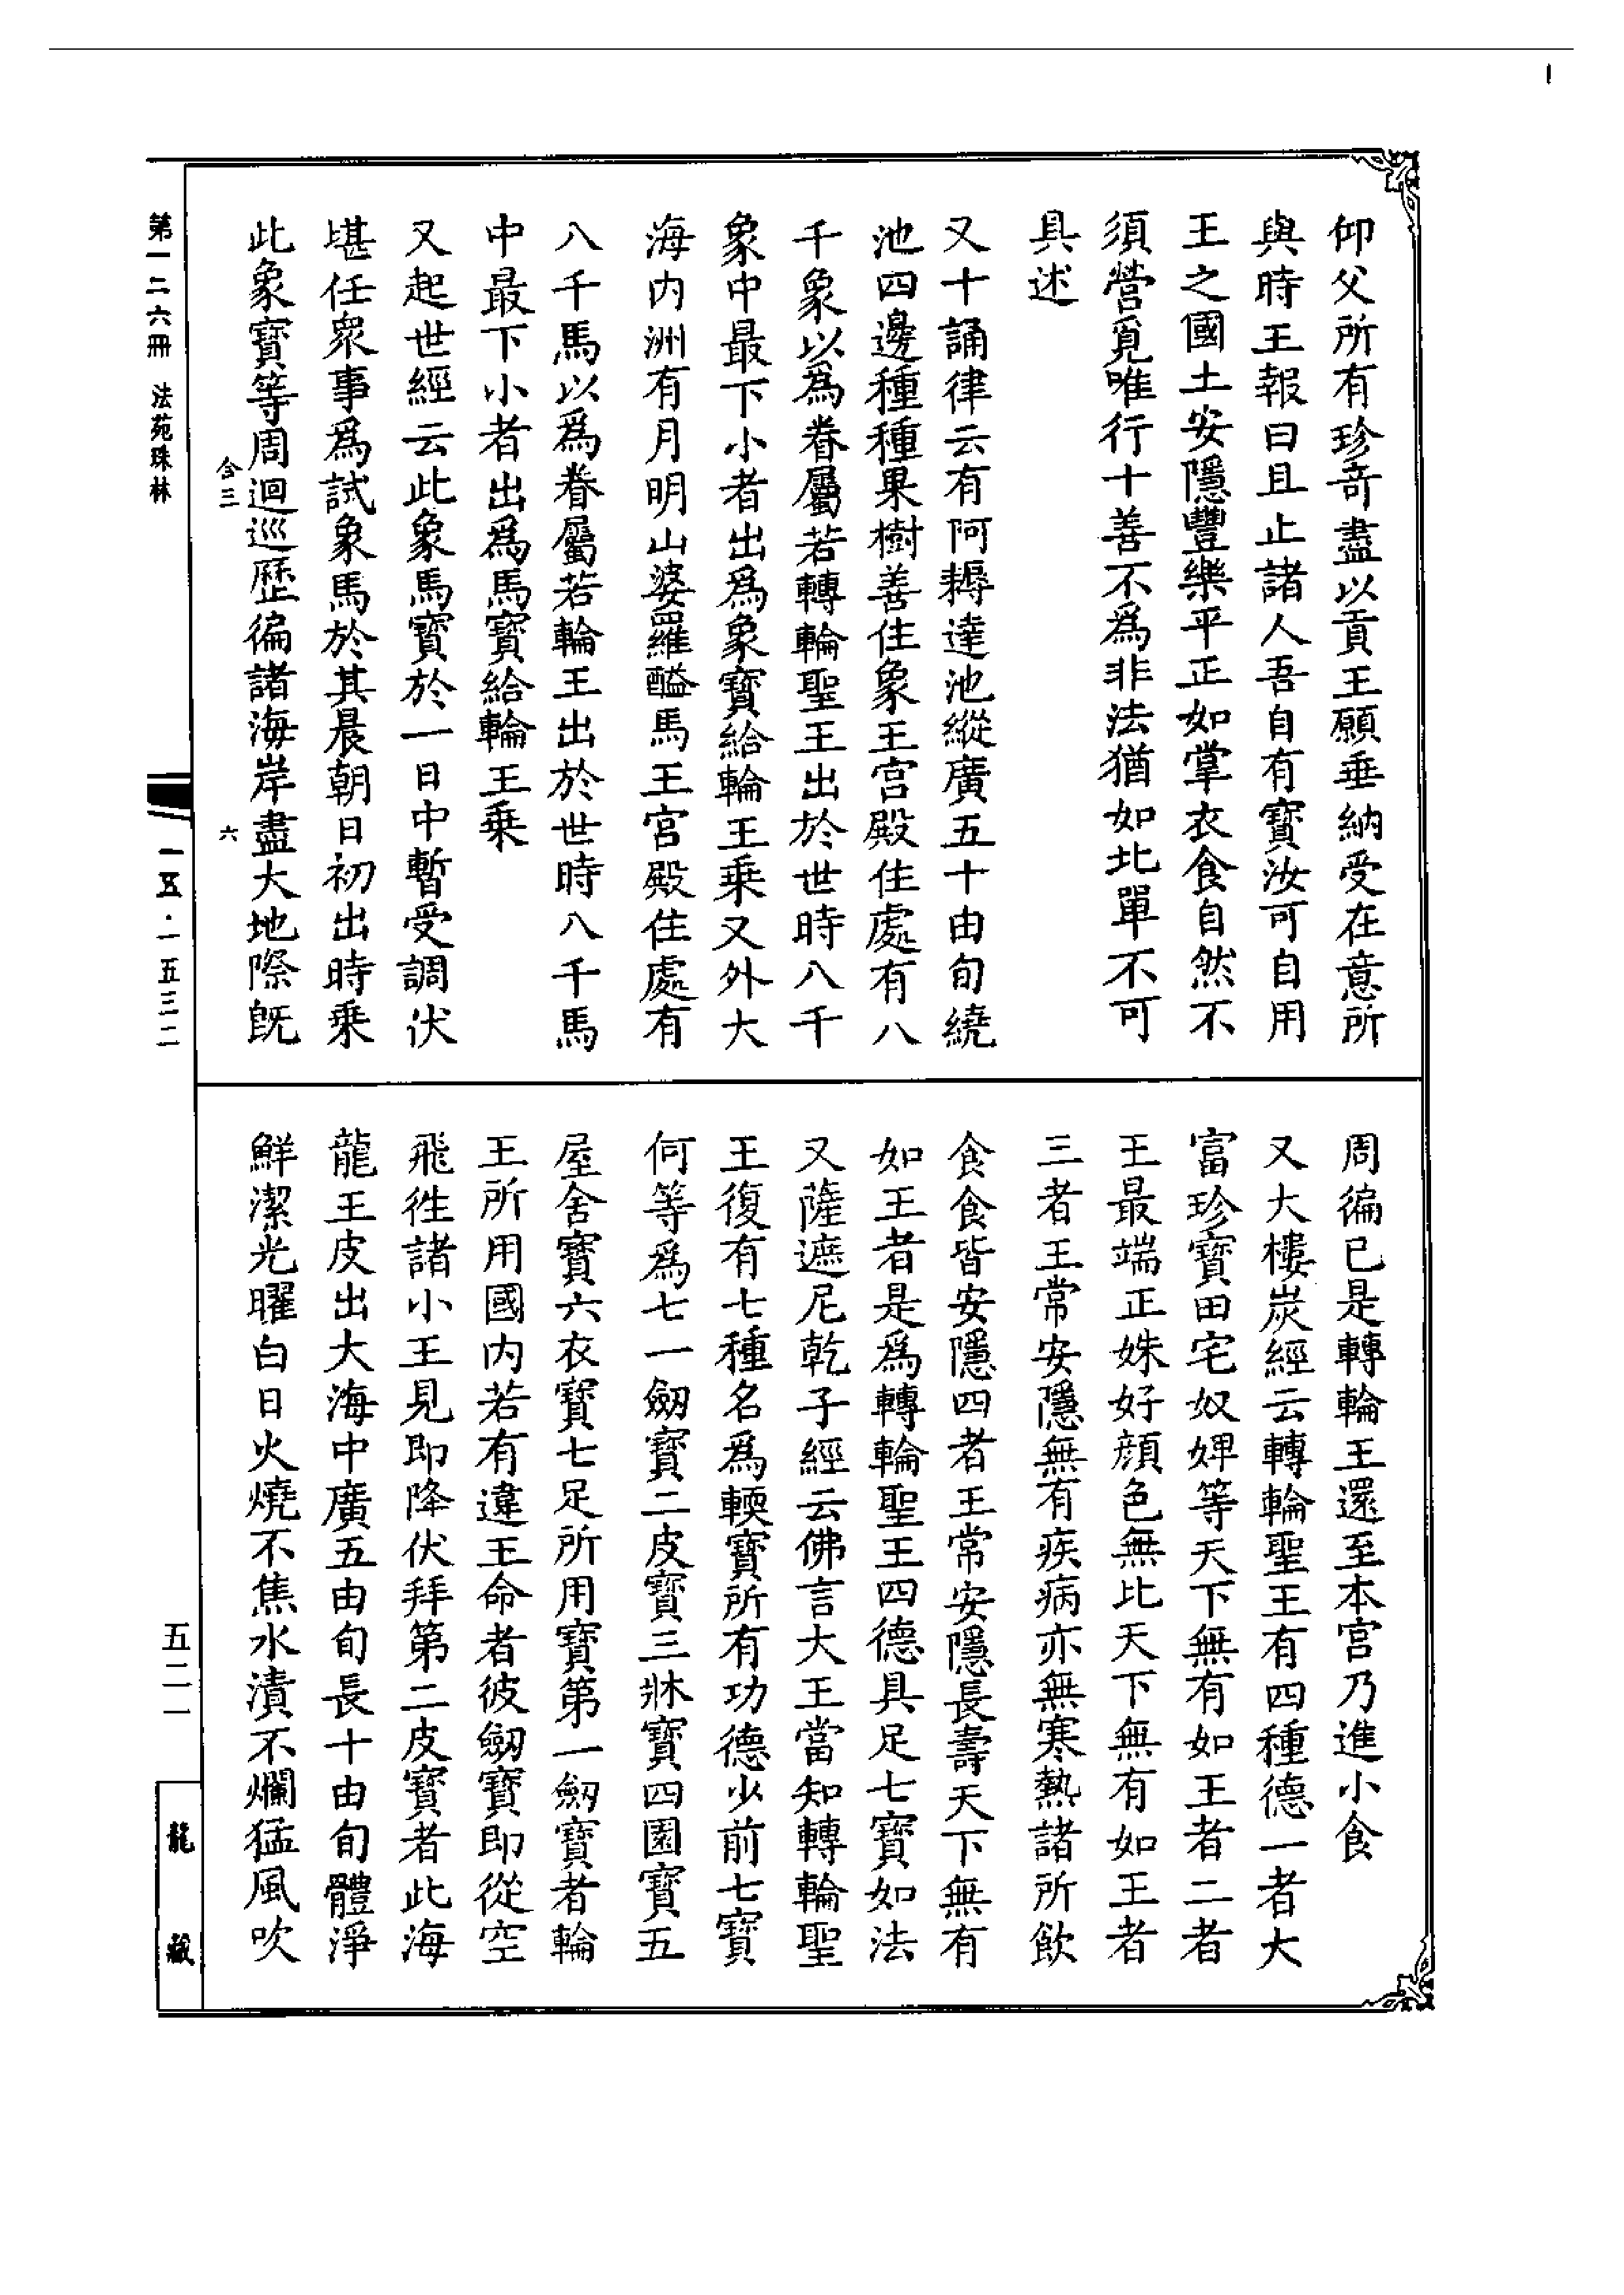 仰父所有珍奇盡以貢王願垂納受在意所
與時王報曰且止諸人吾自有寶汝可自用
王之國土安隱豐樂平正如掌衣食自然不
須營覓唯行十善不爲非法猶如北單不可
具述
又十誦律云有阿耨達池縱廣五十由旬繞
池四邊種種果樹善住象王宮殿住處有八
千象以爲眷屬若轉輪聖王出於世時八千
象中最下小者出爲象寶給輪王乘又外大
海内洲有月明山婆羅醯馬王宮殿住處有
八千馬以爲眷屬若輪王出於世時八千馬
中最下小者出爲馬寶給輪王乘
又起世經云此象馬寶於一日中暫受調伏
堪任衆事爲試象馬於其晨朝日初出時乘
此象寶等周迴巡歷徧諸海岸盡大地際既
周徧已是轉輪王還至本宮乃進小食
又大樓炭經云轉輪聖王有四種德一者大
富珍寶田宅奴婢等天下無有如王者二者
王最端正姝好顏色無比天下無有如王者
三者王常安隱無有疾病亦無寒熱諸所飲
食食皆安隱四者王常安隱長壽天下無有
如王者是爲轉輪聖王四德具足七寶如法
又薩遮尼乾子經云佛言大王當知轉輪聖
王復有七種名爲輭寶所有功德少前七寶
何等爲七一劒寶二皮寶三牀寶四園寶五
屋舍寶六衣寶七足所用寶第一劒寶者輪
王所用國内若有違王命者彼劒寶即從空
飛徃諸小王見即降伏拜第二皮寶者此海
龍王皮出大海中廣五由旬長十由旬體淨
鮮潔光曜白日火燒不焦水漬不爛猛風吹
含三
六
第一二六冊 法苑珠林
一五·一五三二
五二一
龍藏